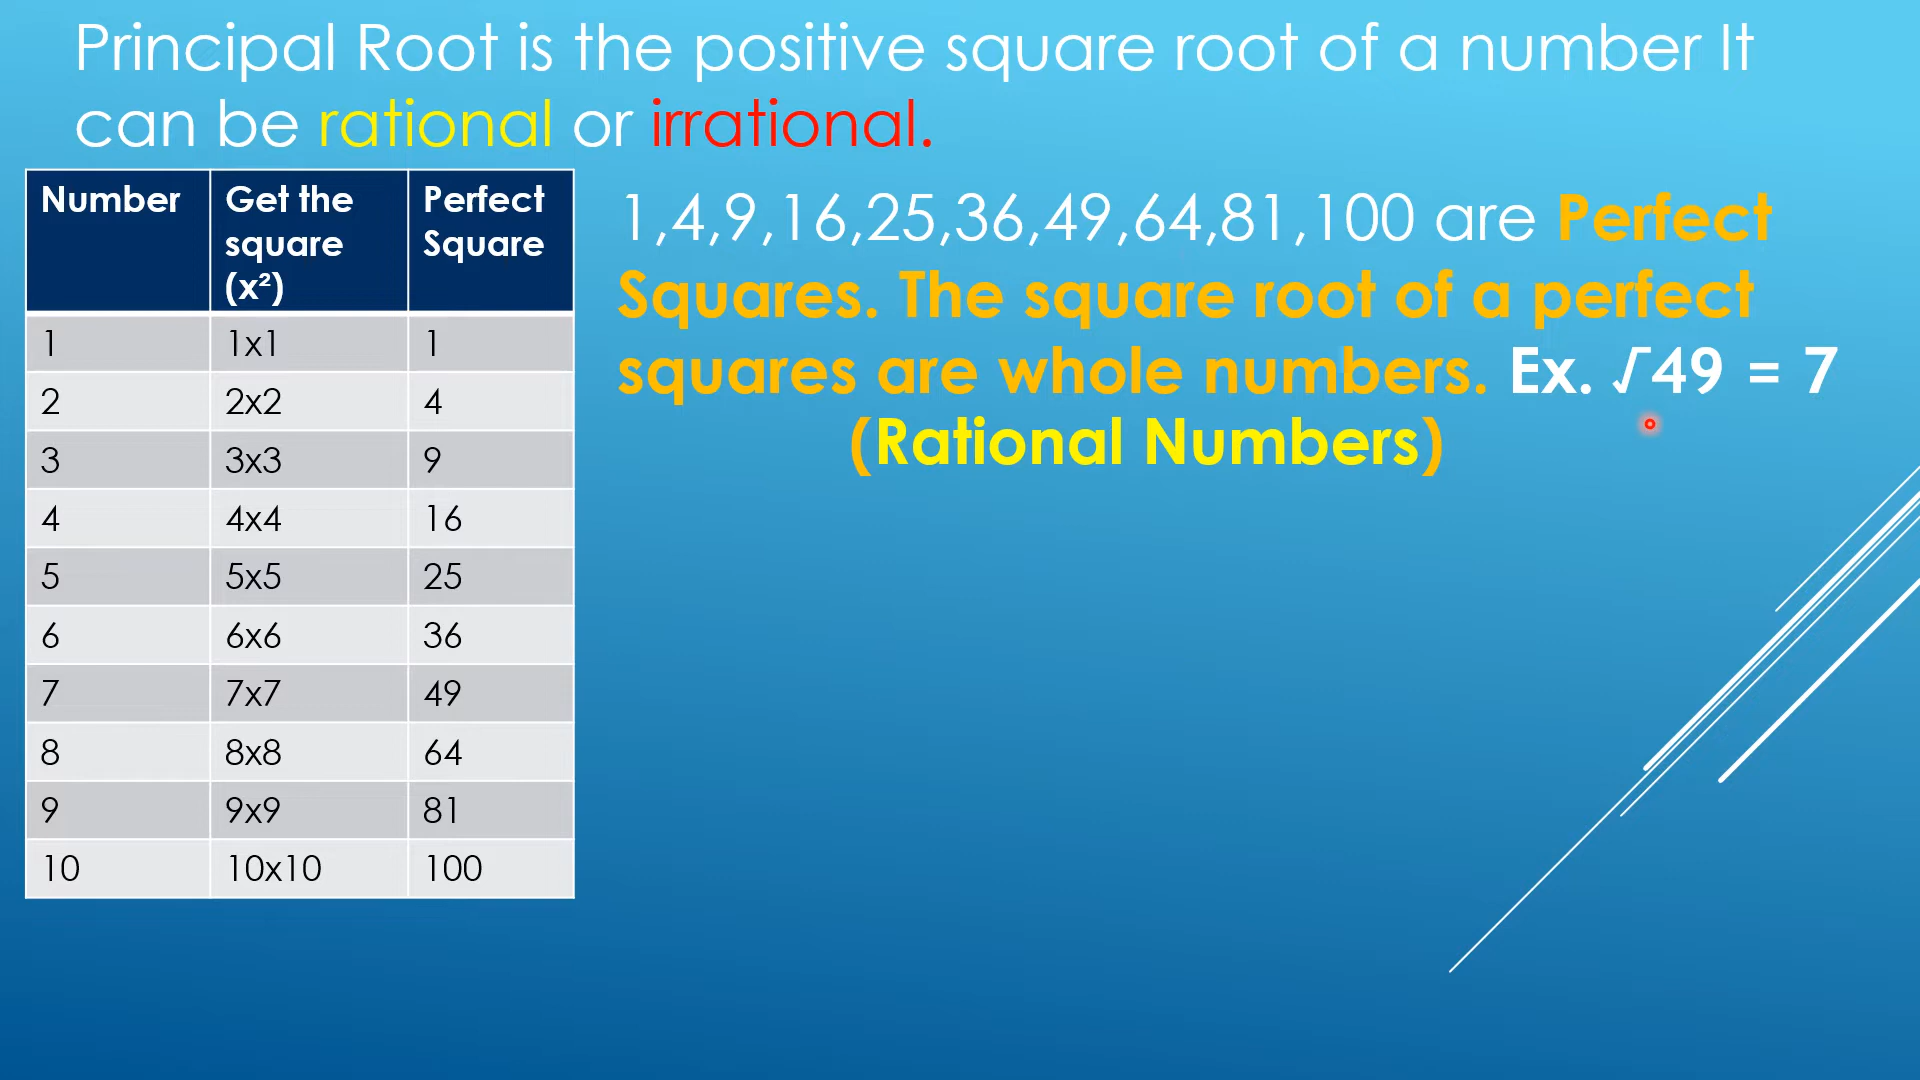 Principal Root is the positive square root of a number It
can be rational or irrational.
Number Get the square (x²) Perfect Square
1 1x1 1
2 2x2 4
3 3x3 9
4 4x4 16
5 5x5 25
6 6x6 36
7 7x7 49
8 8x8 64
9 9x9 81
10 10x10 100
1,4,9,16,25,36,49,64,81,100 are Perfect
Squares. The square root of a perfect
squares are whole numbers. Ex. √49 = 7
(Rational Numbers)